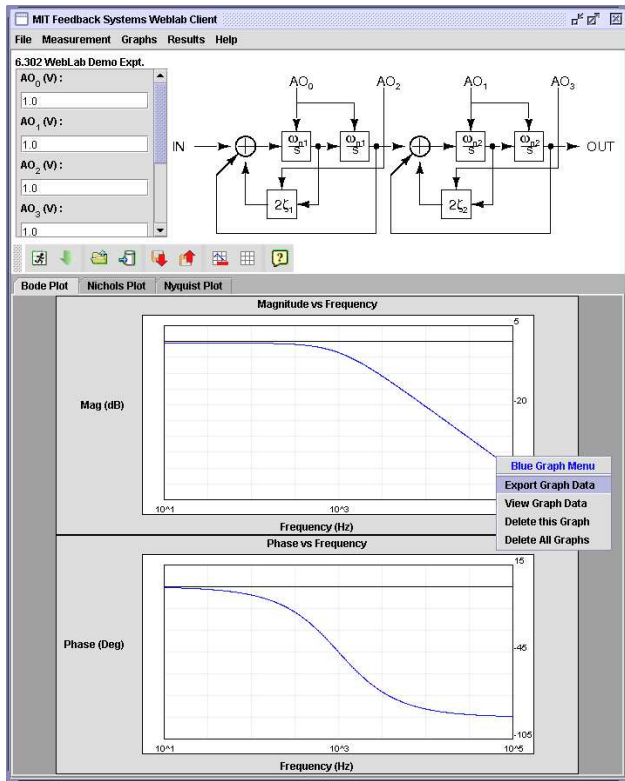 MIT Feedback Systems Weblab Client
File Measurement Graphs Results Help
6.302 WebLab Demo Expt.
AO0 (V) :
1.0
AO1 (V) :
1.0
AO2 (V) :
1.0
AO3 (V) :
1.0
AO0 AO2 AO1 AO3
IN ωn1/s ωn1/s ωn2/s ωn2/s OUT
2ζ1 2ζ2
Bode Plot Nichols Plot Nyquist Plot
Magnitude vs Frequency
5
Mag (dB)
-20
10^1 10^3
Frequency (Hz)
Blue Graph Menu
Export Graph Data
View Graph Data
Delete this Graph
Delete All Graphs
Phase vs Frequency
15
Phase (Deg)
-45
-105
10^1 10^3 10^5
Frequency (Hz)